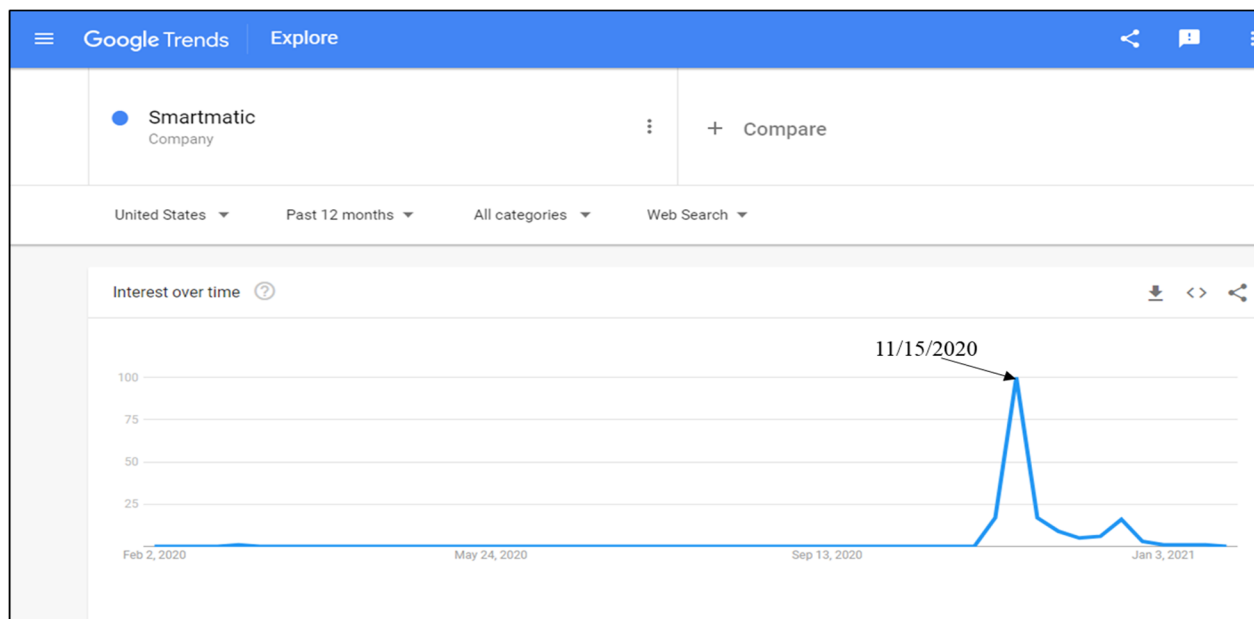 Google Trends Explore
Smartmatic
Company
+ Compare
United States Past 12 months All categories Web Search
Interest over time ?
11/15/2020
100
75
50
25
Feb 2, 2020 May 24, 2020 Sep 13, 2020 Jan 3, 2021